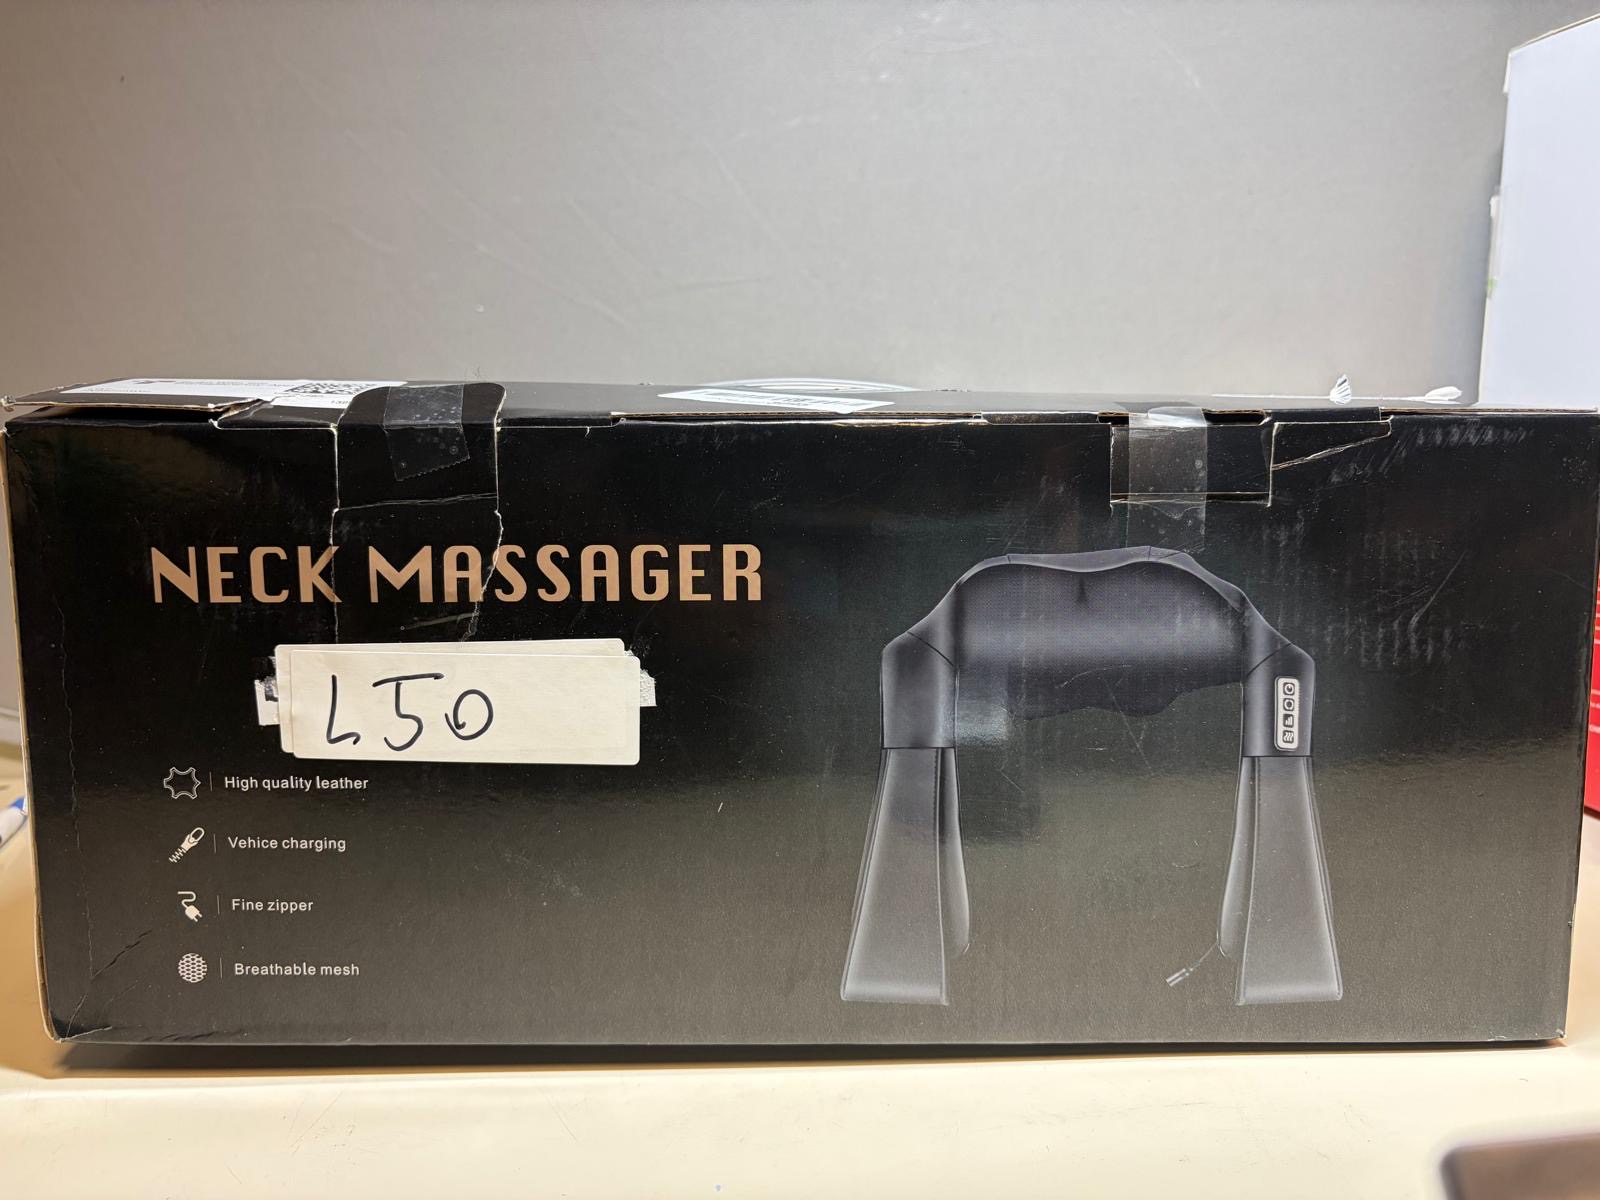 NECK MASSAGER
L50
High quality leather
Vehice charging
Fine zipper
Breathable mesh